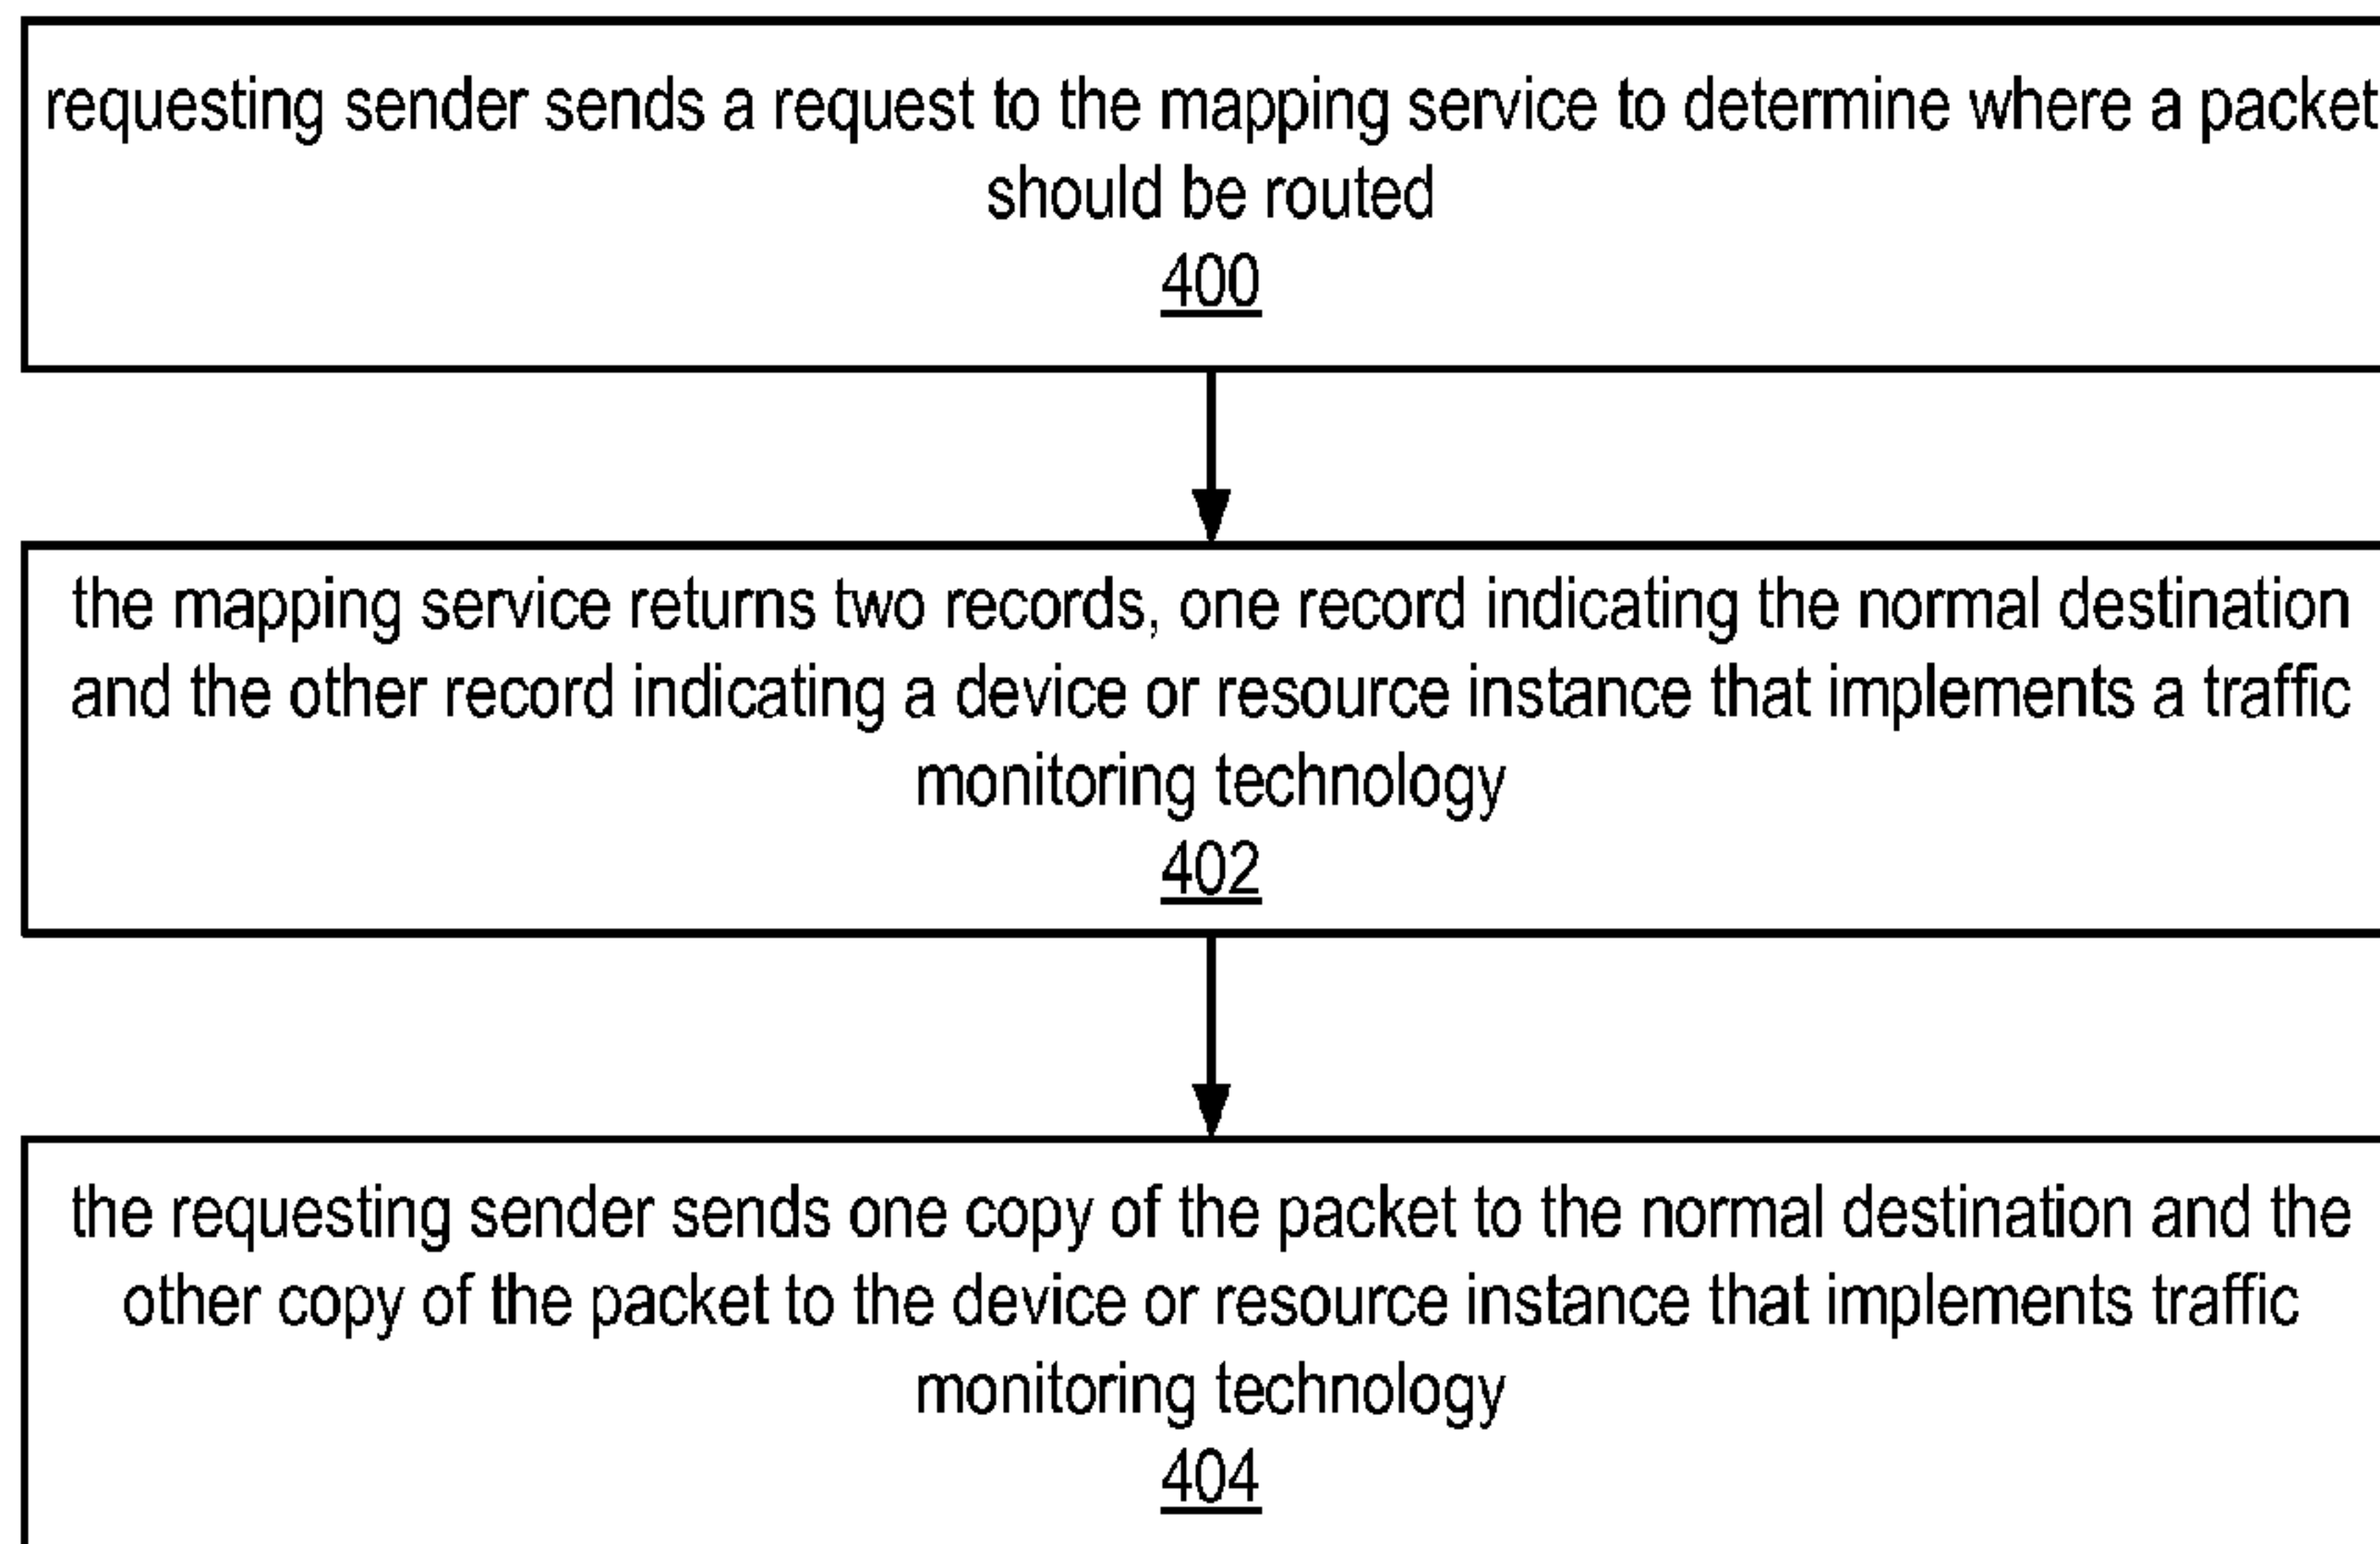 requesting sender sends a request to the mapping service to determine where a packet
should be routed
400
the mapping service returns two records, one record indicating the normal destination
and the other record indicating a device or resource instance that implements a traffic
monitoring technology
402
the requesting sender sends one copy of the packet to the normal destination and the
other copy of the packet to the device or resource instance that implements traffic
monitoring technology
404